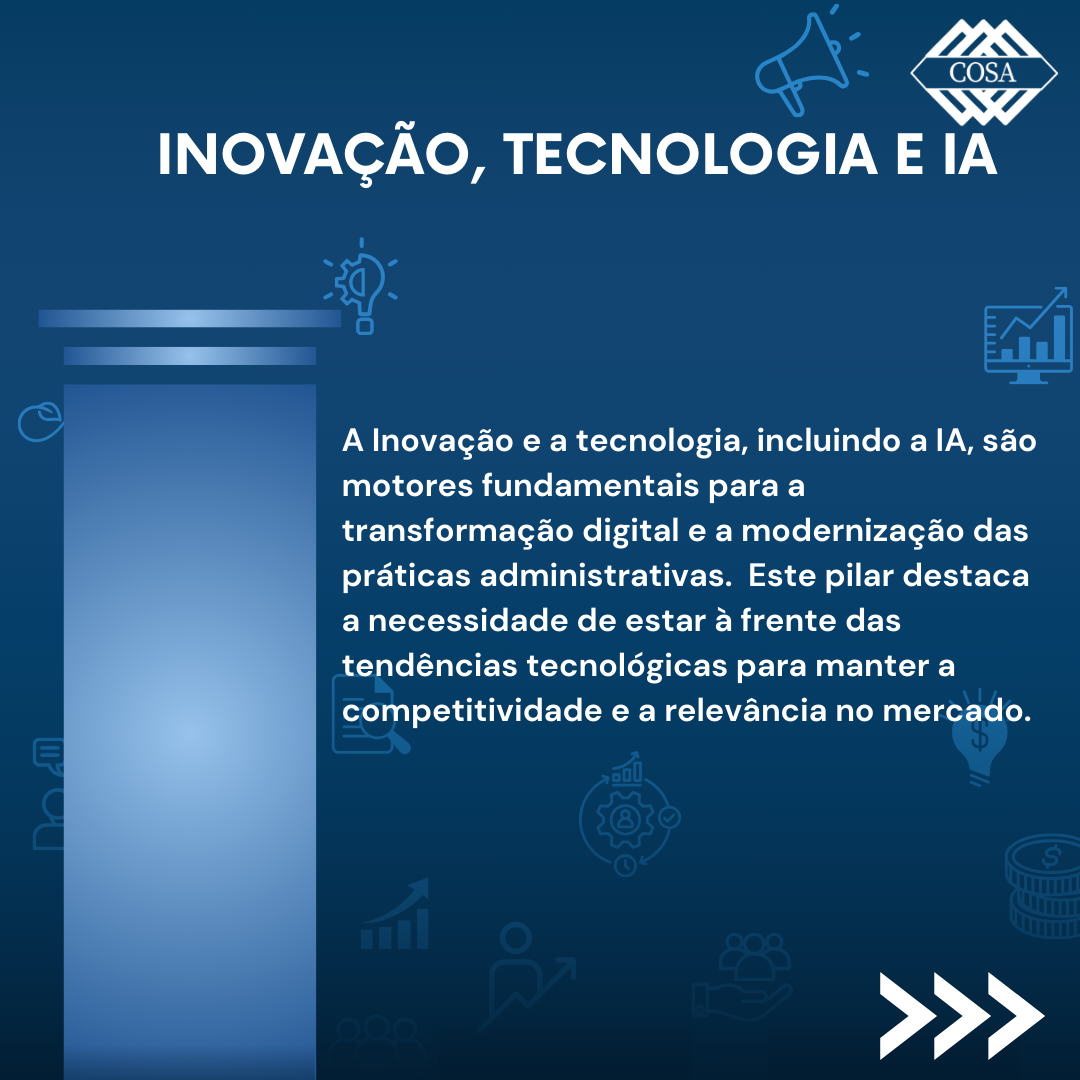 COSA
INOVAÇÃO, TECNOLOGIA E IA
A Inovação e a tecnologia, incluindo a IA, são
motores fundamentais para a
transformação digital e a modernização das
práticas administrativas.  Este pilar destaca
a necessidade de estar à frente das
tendências tecnológicas para manter a
competitividade e a relevância no mercado.
$
$